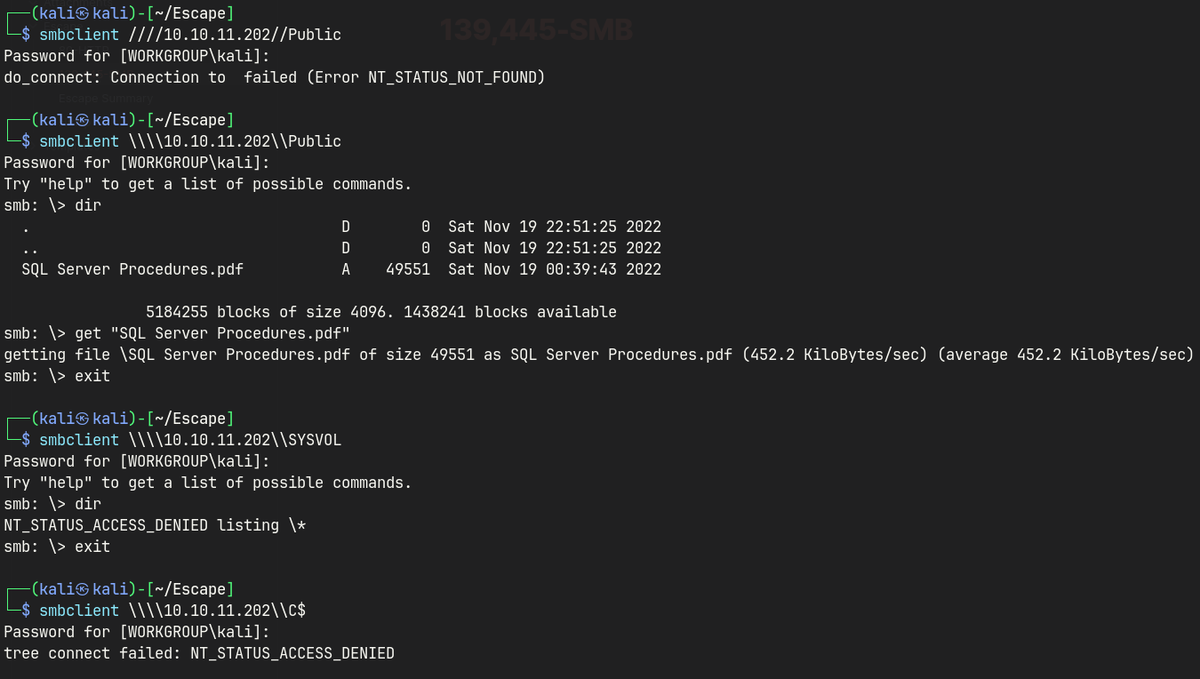 ┌──(kali㉿kali)-[~/Escape]
└─$ smbclient ////10.10.11.202//Public
139,445-SMB
Password for [WORKGROUP\kali]:
do_connect: Connection to  failed (Error NT_STATUS_NOT_FOUND)
Escape Summary
┌──(kali㉿kali)-[~/Escape]
└─$ smbclient \\\\10.10.11.202\\Public
Password for [WORKGROUP\kali]:
Try "help" to get a list of possible commands.
smb: \> dir
  .                                   D        0  Sat Nov 19 22:51:25 2022
  ..                                  D        0  Sat Nov 19 22:51:25 2022
  SQL Server Procedures.pdf           A    49551  Sat Nov 19 00:39:43 2022
                5184255 blocks of size 4096. 1438241 blocks available
smb: \> get "SQL Server Procedures.pdf"
getting file \SQL Server Procedures.pdf of size 49551 as SQL Server Procedures.pdf (452.2 KiloBytes/sec) (average 452.2 KiloBytes/sec)
smb: \> exit
┌──(kali㉿kali)-[~/Escape]
└─$ smbclient \\\\10.10.11.202\\SYSVOL
Password for [WORKGROUP\kali]:
Try "help" to get a list of possible commands.
smb: \> dir
NT_STATUS_ACCESS_DENIED listing \*
smb: \> exit
┌──(kali㉿kali)-[~/Escape]
└─$ smbclient \\\\10.10.11.202\\C$
Password for [WORKGROUP\kali]:
tree connect failed: NT_STATUS_ACCESS_DENIED